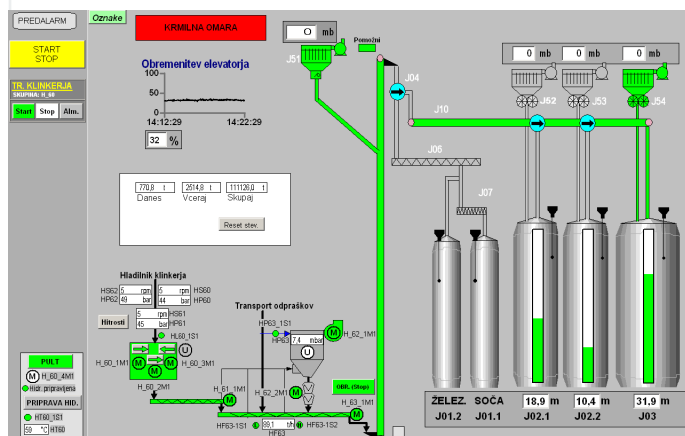 PREDALARM
Oznake
START
STOP
TR. KLINKERJA
SKUPINA: H_60
Start Stop Alm.
KRMILNA OMARA
Obremenitev elevatorja
100
50
0
14:12:29 14:22:29
32 %
770,8 t 2514,8 t 111126,0 t
Danes Vceraj Skupaj
Reset stev.
O mb
Pomožni
J51
J04
J10
J06
J07
0 mb 0 mb 0 mb
J52 J53 J54
Hladilnik klinkerja
HS62 5 rpm 5 rpm HS60
HP62 49 bar 44 bar HP60
5 rpm HS61
45 bar HP61
Hitrosti
HL60_1S1
U
H_60_1M1 M M M H_60_3M1
H_60_2M1
Transport odpraškov
HP63_1S1
HP63 7,4 mbar
U
M H_62_1M1
H_61_1M1
M
H_62_2M1 M
OBR. (Stop)
H_63_1M1
M
HF63-1S1 89,1 t/h HF63-1S2
HF63
PULT
M H_60_4M1
Hidr. pripravljena
PRIPRAVA HID.
HT60_1S1
59 °C HT60
ŽELEZ. SOČA 18,9 m 10,4 m 31,9 m
J01.2 J01.1 J02.1 J02.2 J03